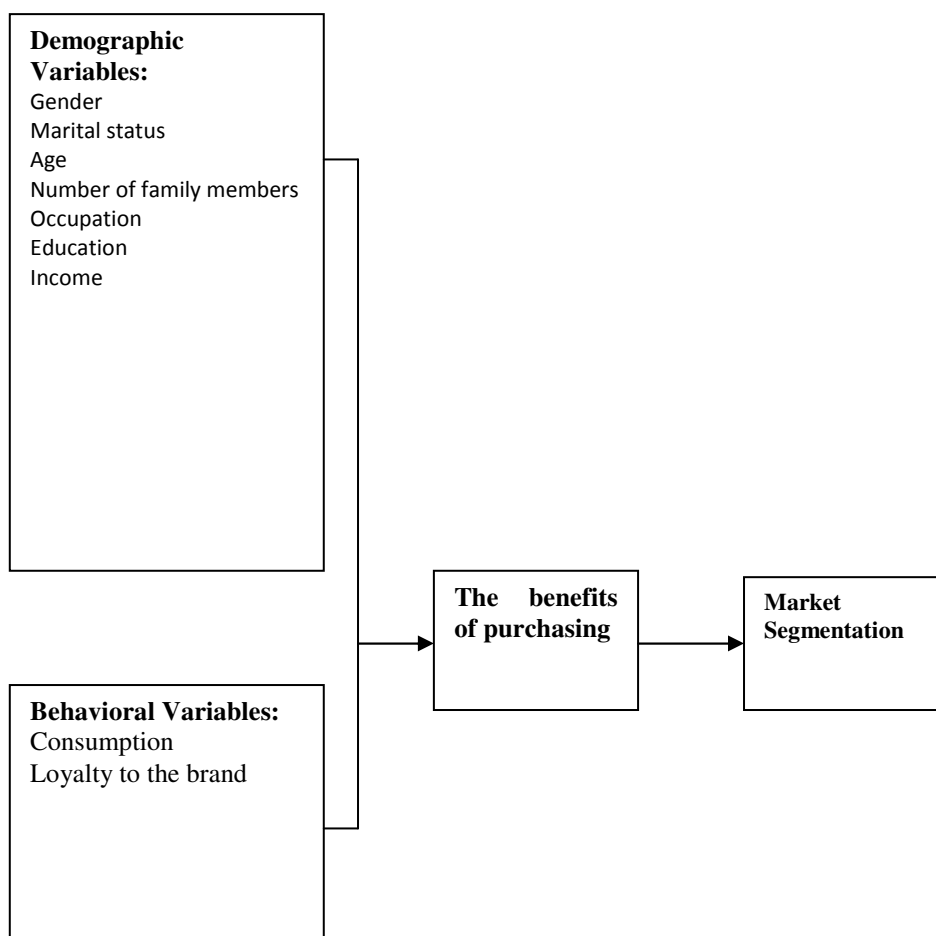 Demographic
Variables:
Gender
Marital status
Age
Number of family members
Occupation
Education
Income
The benefits
of purchasing
Market
Segmentation
Behavioral Variables:
Consumption
Loyalty to the brand